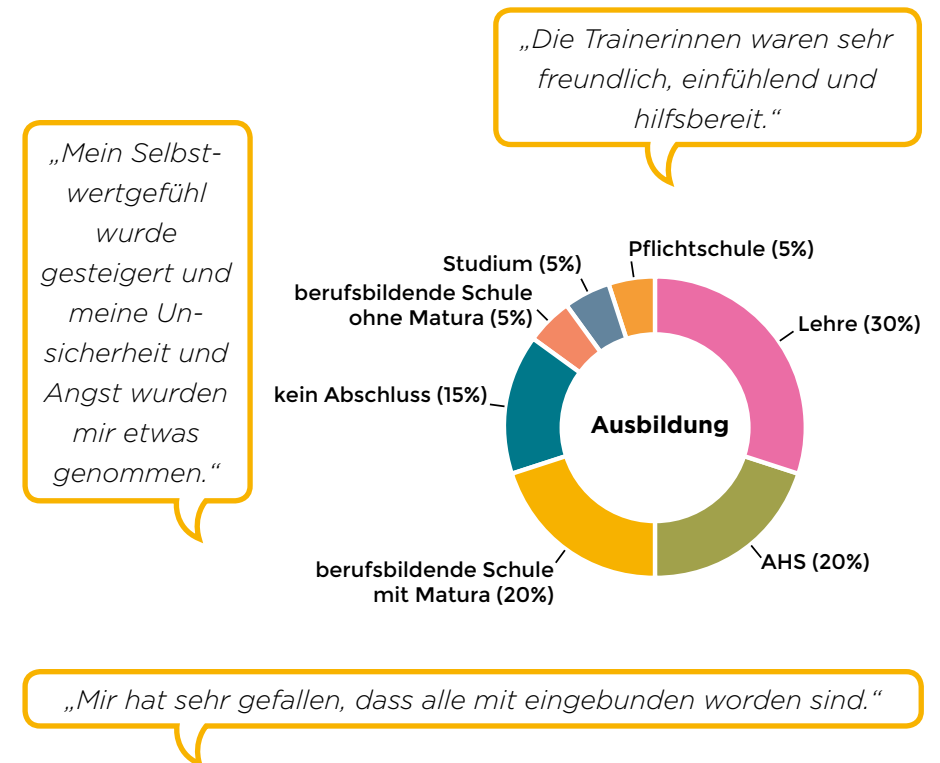 „Die Trainerinnen waren sehr
freundlich, einfühlend und
hilfsbereit.“
„Mein Selbst-
wertgefühl
wurde
gesteigert und
meine Un-
sicherheit und
Angst wurden
mir etwas
genommen.“
Pflichtschule (5%)
Studium (5%)
berufsbildende Schule
ohne Matura (5%)
Lehre (30%)
kein Abschluss (15%)
Ausbildung
AHS (20%)
berufsbildende Schule
mit Matura (20%)
„Mir hat sehr gefallen, dass alle mit eingebunden worden sind.“